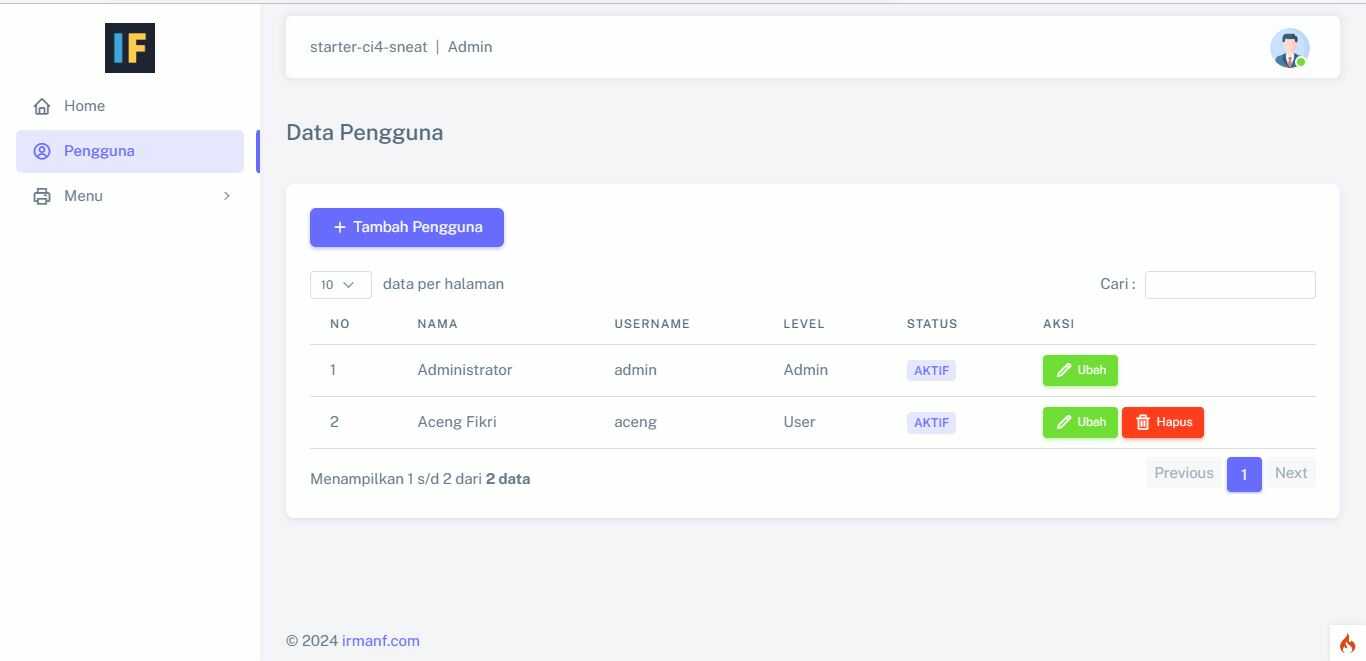 IF
starter-ci4-sneat | Admin
Home
Pengguna
Menu
Data Pengguna
+ Tambah Pengguna
10 data per halaman
Cari :
NO NAMA USERNAME LEVEL STATUS AKSI
1 Administrator admin Admin AKTIF Ubah
2 Aceng Fikri aceng User AKTIF Ubah Hapus
Menampilkan 1 s/d 2 dari 2 data
Previous 1 Next
© 2024 irmanf.com